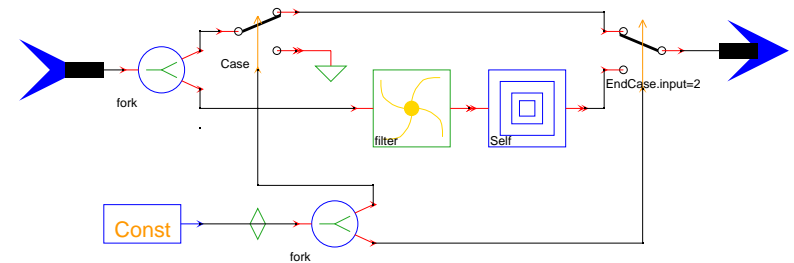 Case
EndCase.input=2
fork
filter
Self
Const
fork